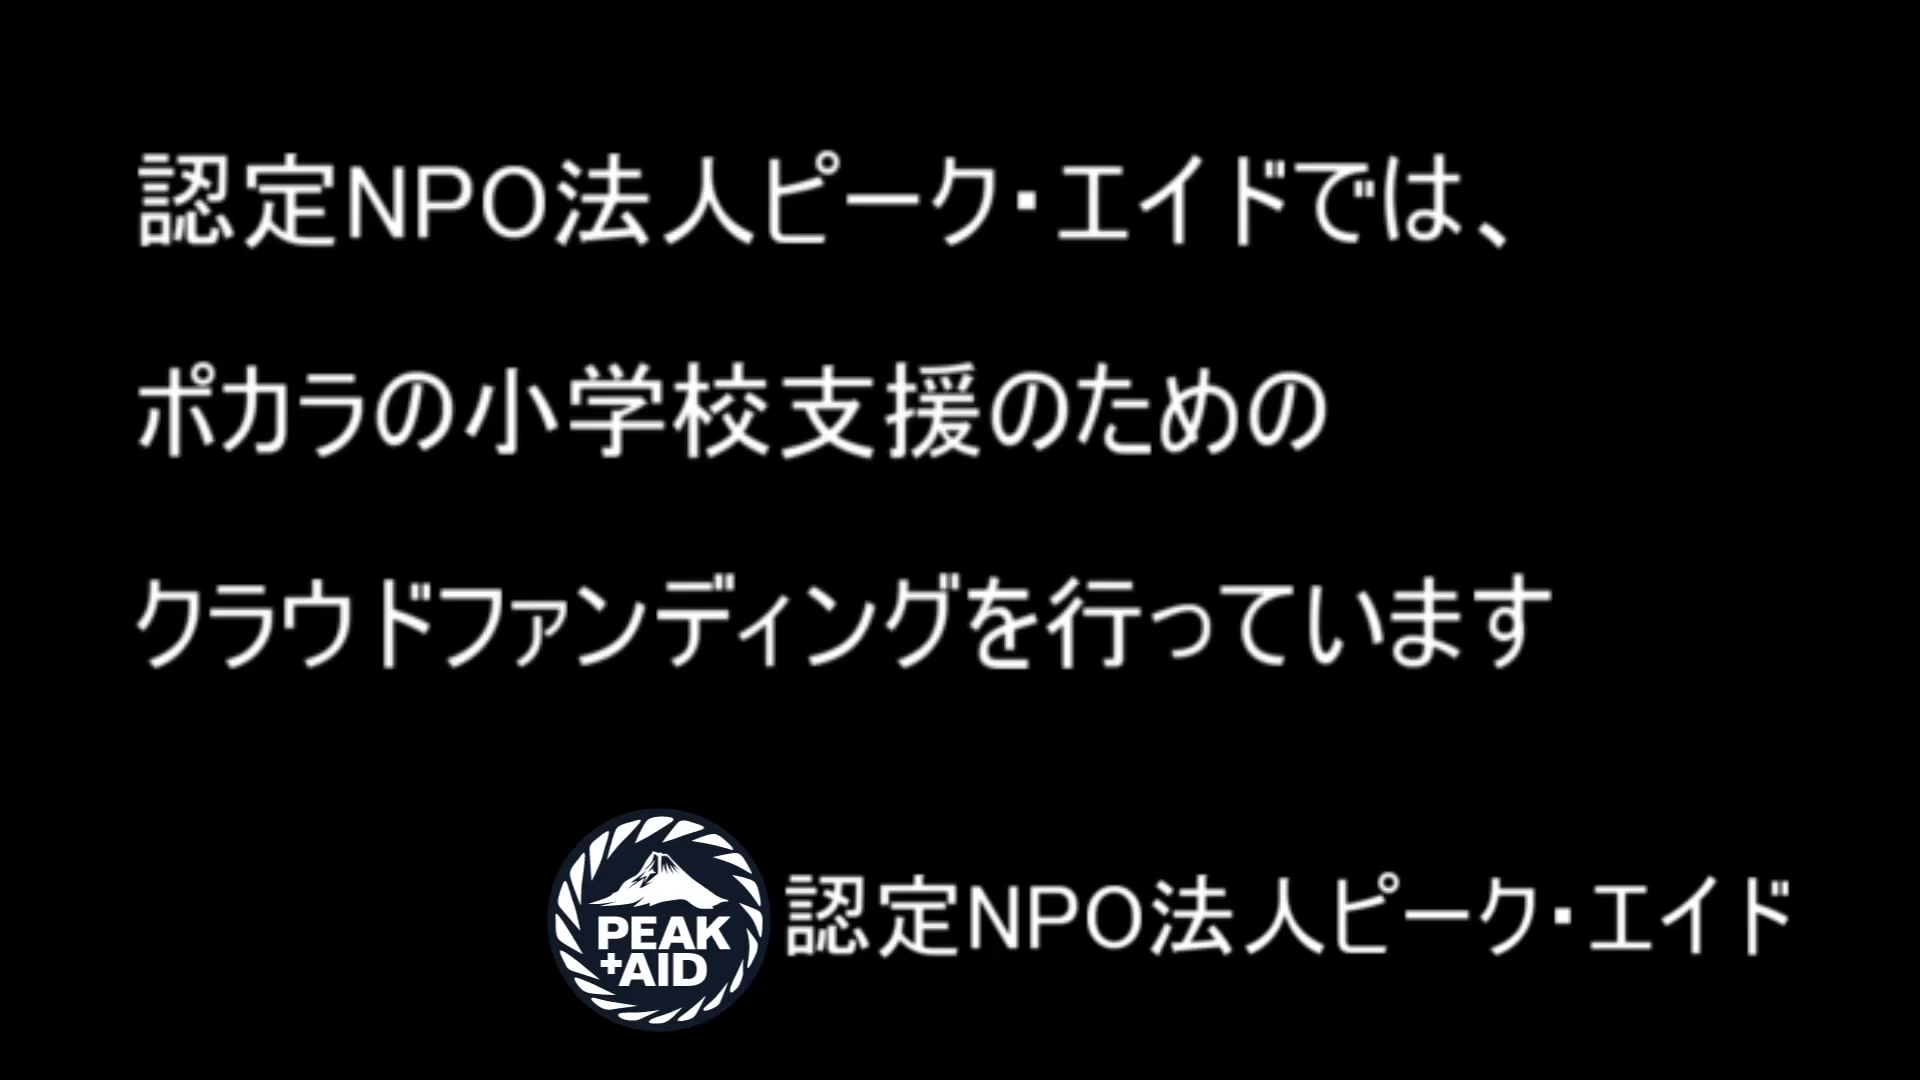 認定NPO法人ピーク・エイドでは、
ポカラの小学校支援のための
クラウドファンディングを行っています
PEAK
+AID
認定NPO法人ピーク・エイド